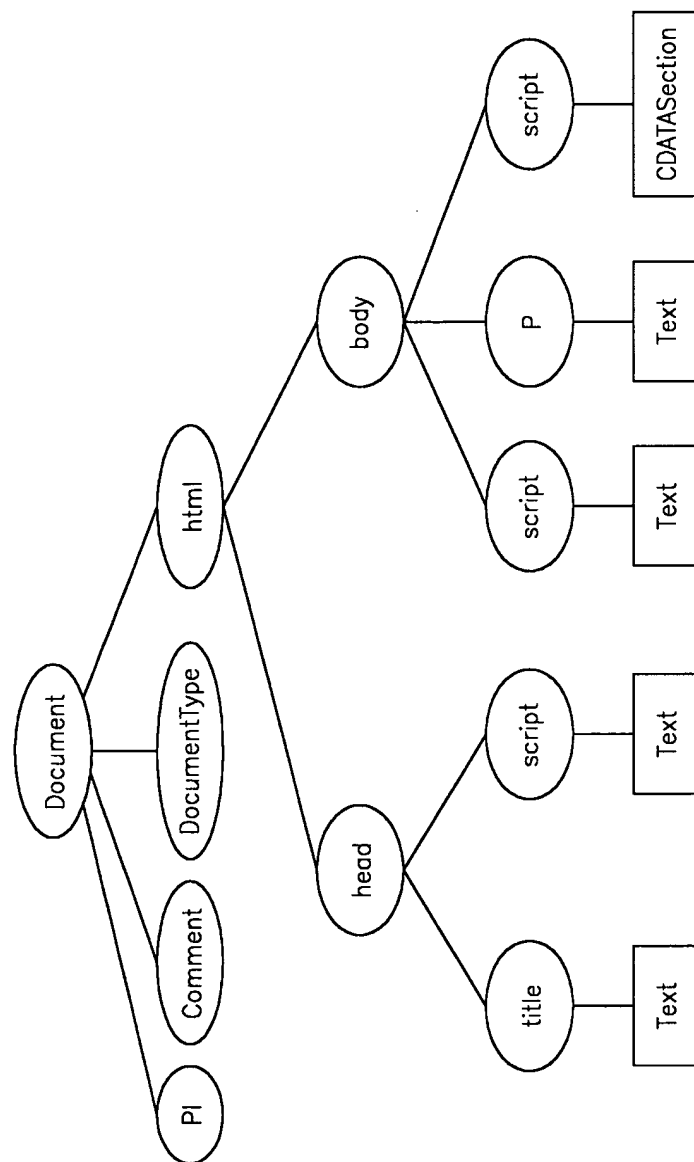 Document
PI
Comment
DocumentType
html
head
body
title
script
script
P
script
Text
Text
Text
Text
CDATASection